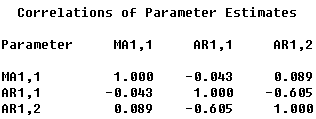 Correlations of Parameter Estimates
Parameter MA1,1 AR1,1 AR1,2
MA1,1 1.000 -0.043 0.089
AR1,1 -0.043 1.000 -0.605
AR1,2 0.089 -0.605 1.000